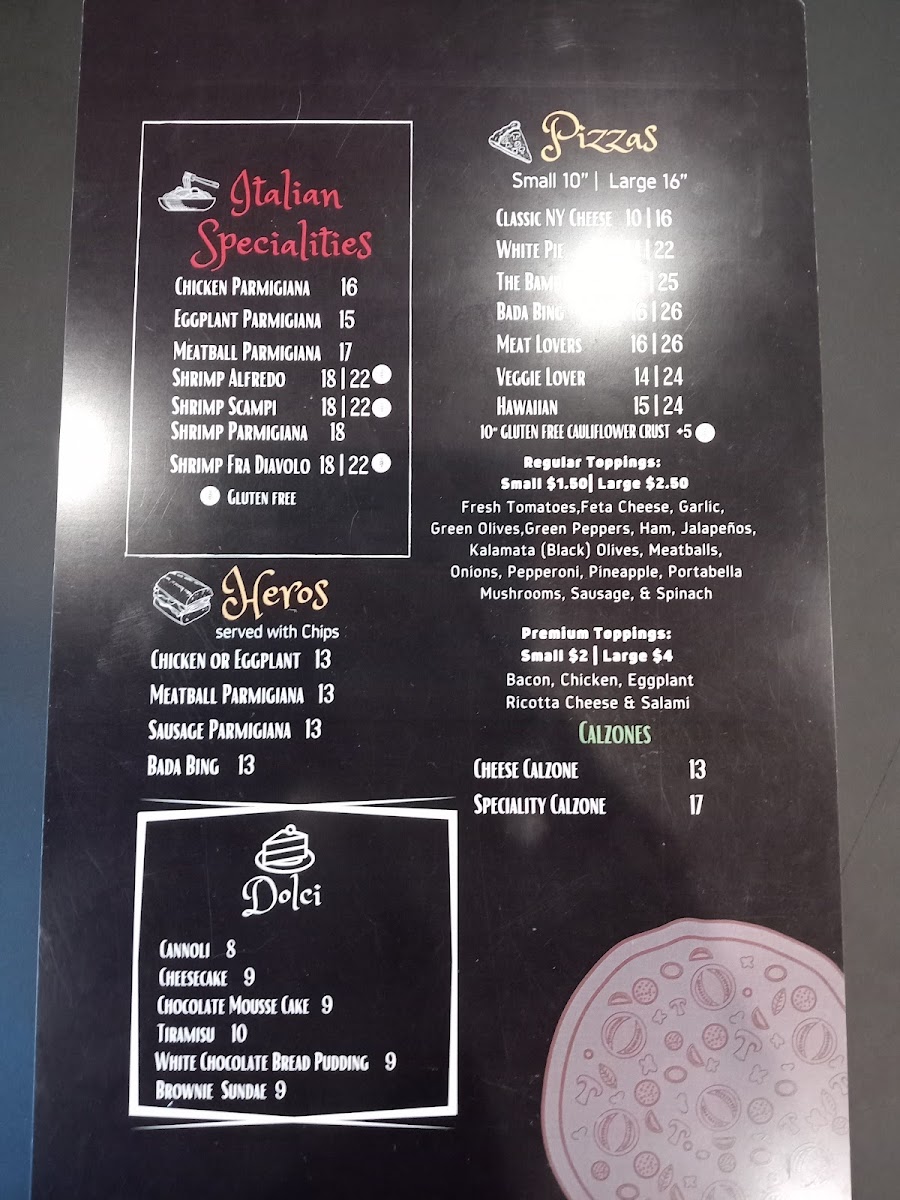 Italian
Specialities
Chicken Parmigiana 16
Eggplant Parmigiana 15
Meatball Parmigiana 17
Shrimp Alfredo 18|22
Shrimp Scampi 18|22
Shrimp Parmigiana 18
Shrimp Fra Diavolo 18|22
Gluten free
Heros
served with Chips
Chicken or Eggplant 13
Meatball Parmigiana 13
Sausage Parmigiana 13
Bada Bing 13
Dolci
Cannoli 8
Cheesecake 9
Chocolate Mousse Cake 9
Tiramisu 10
White Chocolate Bread Pudding 9
Brownie Sundae 9
Pizzas
Small 10" | Large 16"
Classic NY Cheese 10|16
White Pie |22
The |25
Bada Bing 16|26
Meat Lovers 16|26
Veggie Lover 14|24
Hawaiian 15|24
10" GLUTEN FREE CAULIFLOWER CRUST +5
Regular Toppings:
Small $1.50| Large $2.50
Fresh Tomatoes,Feta Cheese, Garlic,
Green Olives,Green Peppers, Ham, Jalapeños,
Kalamata (Black) Olives, Meatballs,
Onions, Pepperoni, Pineapple, Portabella
Mushrooms, Sausage, & Spinach
Premium Toppings:
Small $2 | Large $4
Bacon, Chicken, Eggplant
Ricotta Cheese & Salami
Calzones
Cheese Calzone 13
Speciality Calzone 17